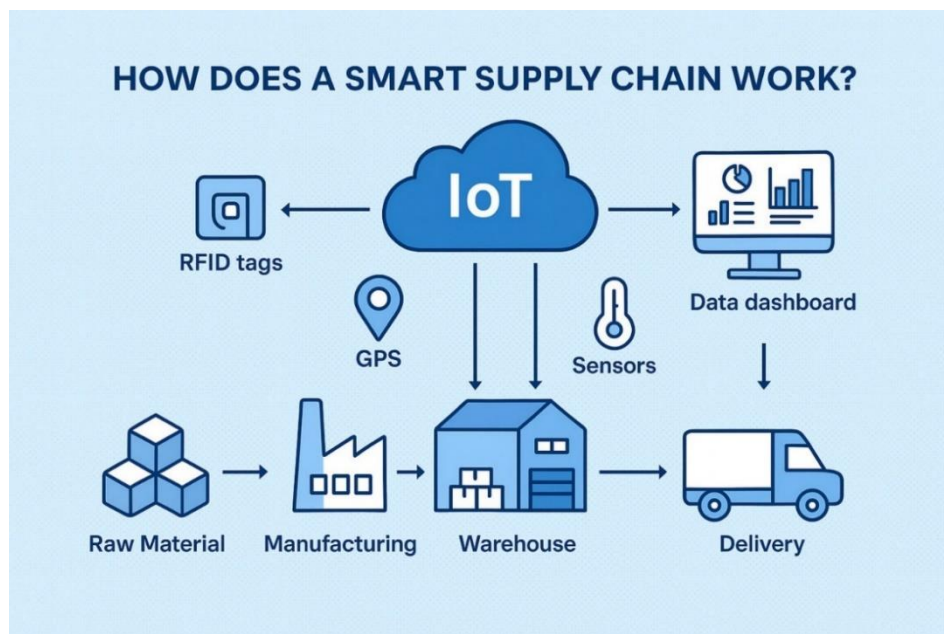 HOW DOES A SMART SUPPLY CHAIN WORK?
IoT
RFID tags
Data dashboard
GPS
Sensors
Raw Material
Manufacturing
Warehouse
Delivery